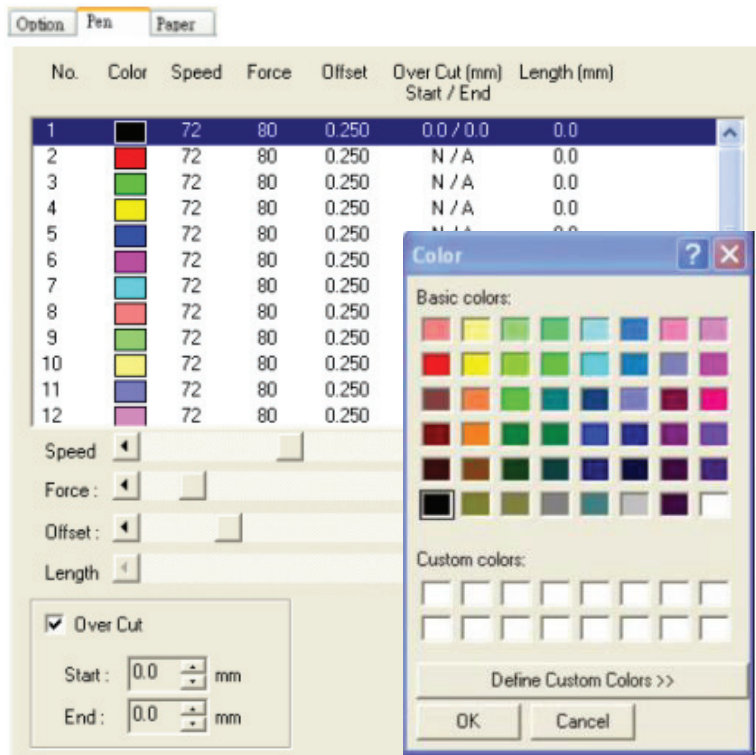 Option Pen Paper
No. Color Speed Force Offset Over Cut (mm) Length (mm)
Start / End
1 72 80 0.250 0.0 / 0.0 0.0
2 72 80 0.250 N / A 0.0
3 72 80 0.250 N / A 0.0
4 72 80 0.250 N / A 0.0
5 72 80 0.250 N / A 0.0
6 72 80 0.250
7 72 80 0.250
8 72 80 0.250
9 72 80 0.250
10 72 80 0.250
11 72 80 0.250
12 72 80 0.250
Speed
Force :
Offset :
Length
Over Cut
Start : 0.0 mm
End : 0.0 mm
Color ?
Basic colors:
Custom colors:
Define Custom Colors >>
OK Cancel